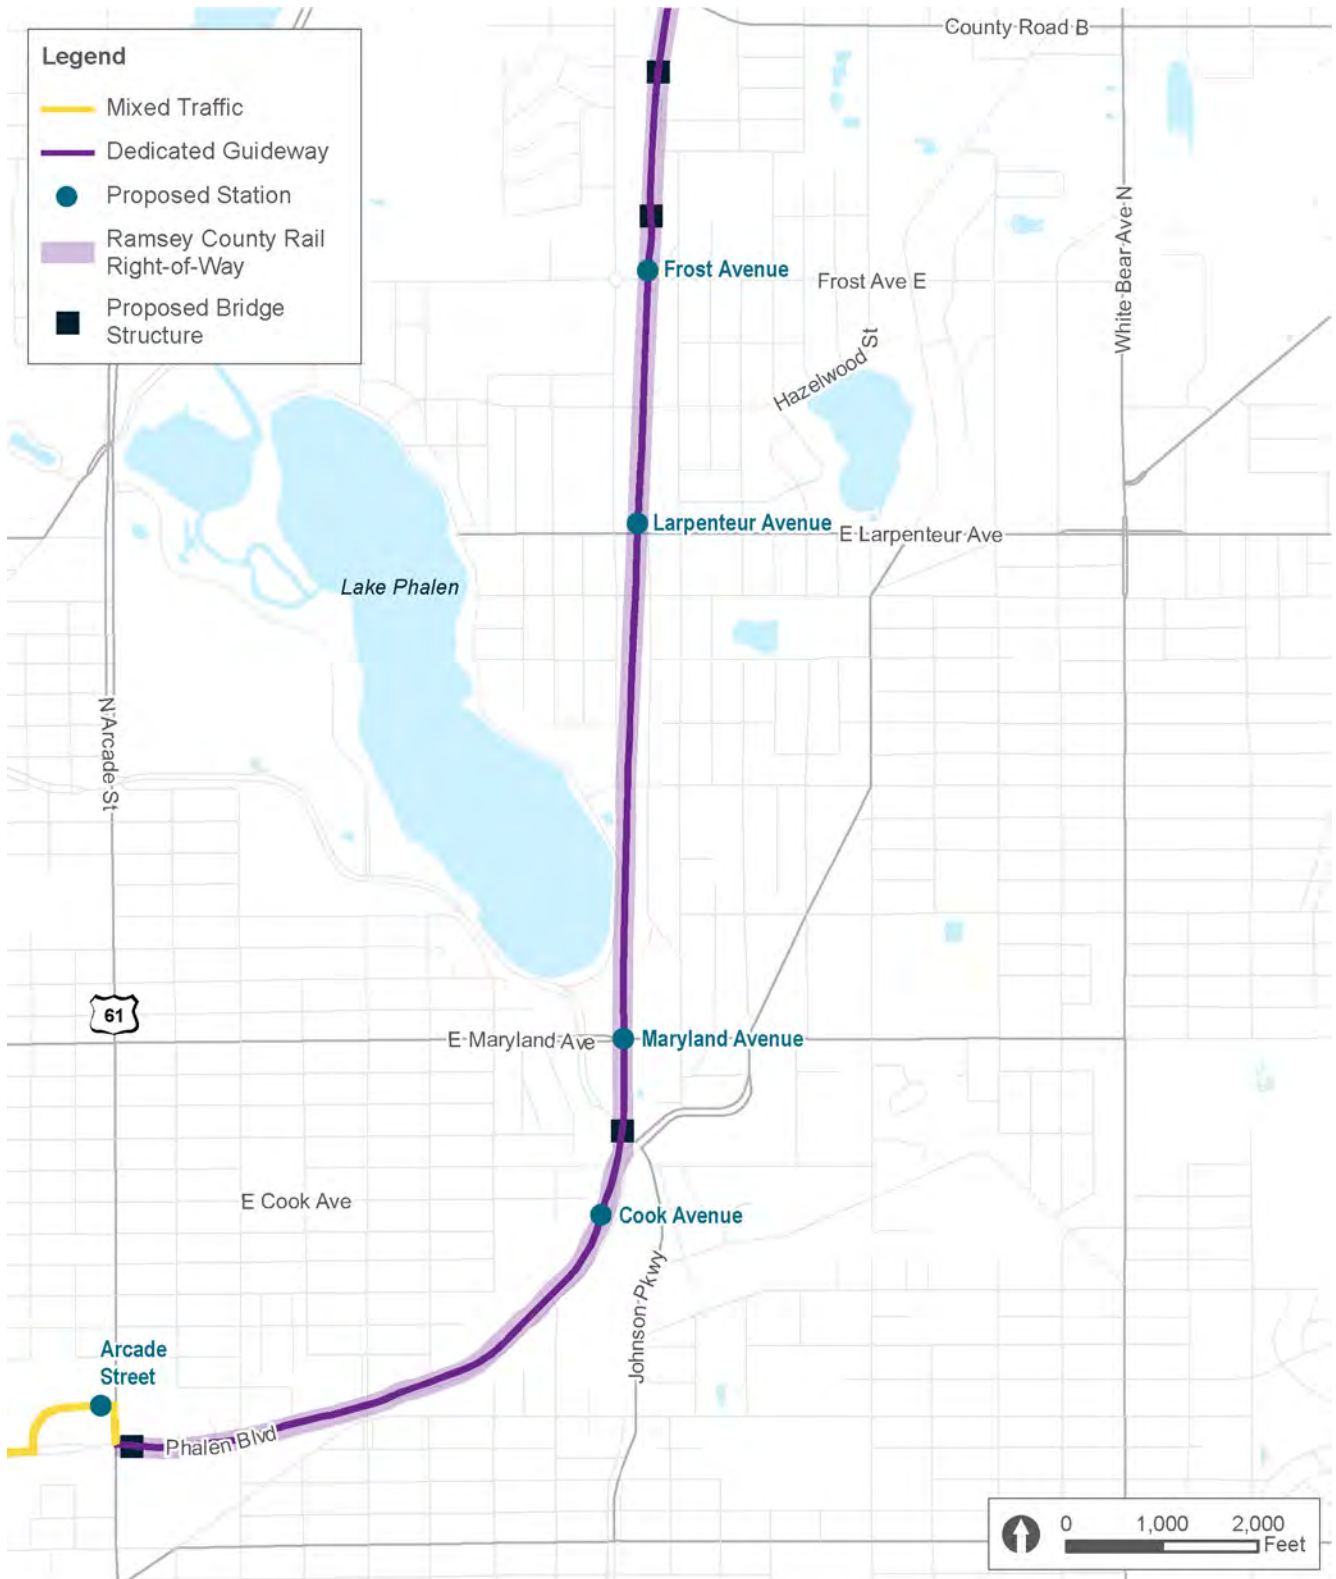 Legend
Mixed Traffic
Dedicated Guideway
Proposed Station
Ramsey County Rail
Right-of-Way
Proposed Bridge
Structure
County Road B
White Bear Ave N
Frost Avenue
Frost Ave E
Hazelwood St
Larpenteur Avenue
E Larpenteur Ave
Lake Phalen
N Arcade St
61
E Maryland Ave
Maryland Avenue
E Cook Ave
Cook Avenue
Johnson Pkwy
Arcade
Street
Phalen Blvd
0 1,000 2,000
Feet